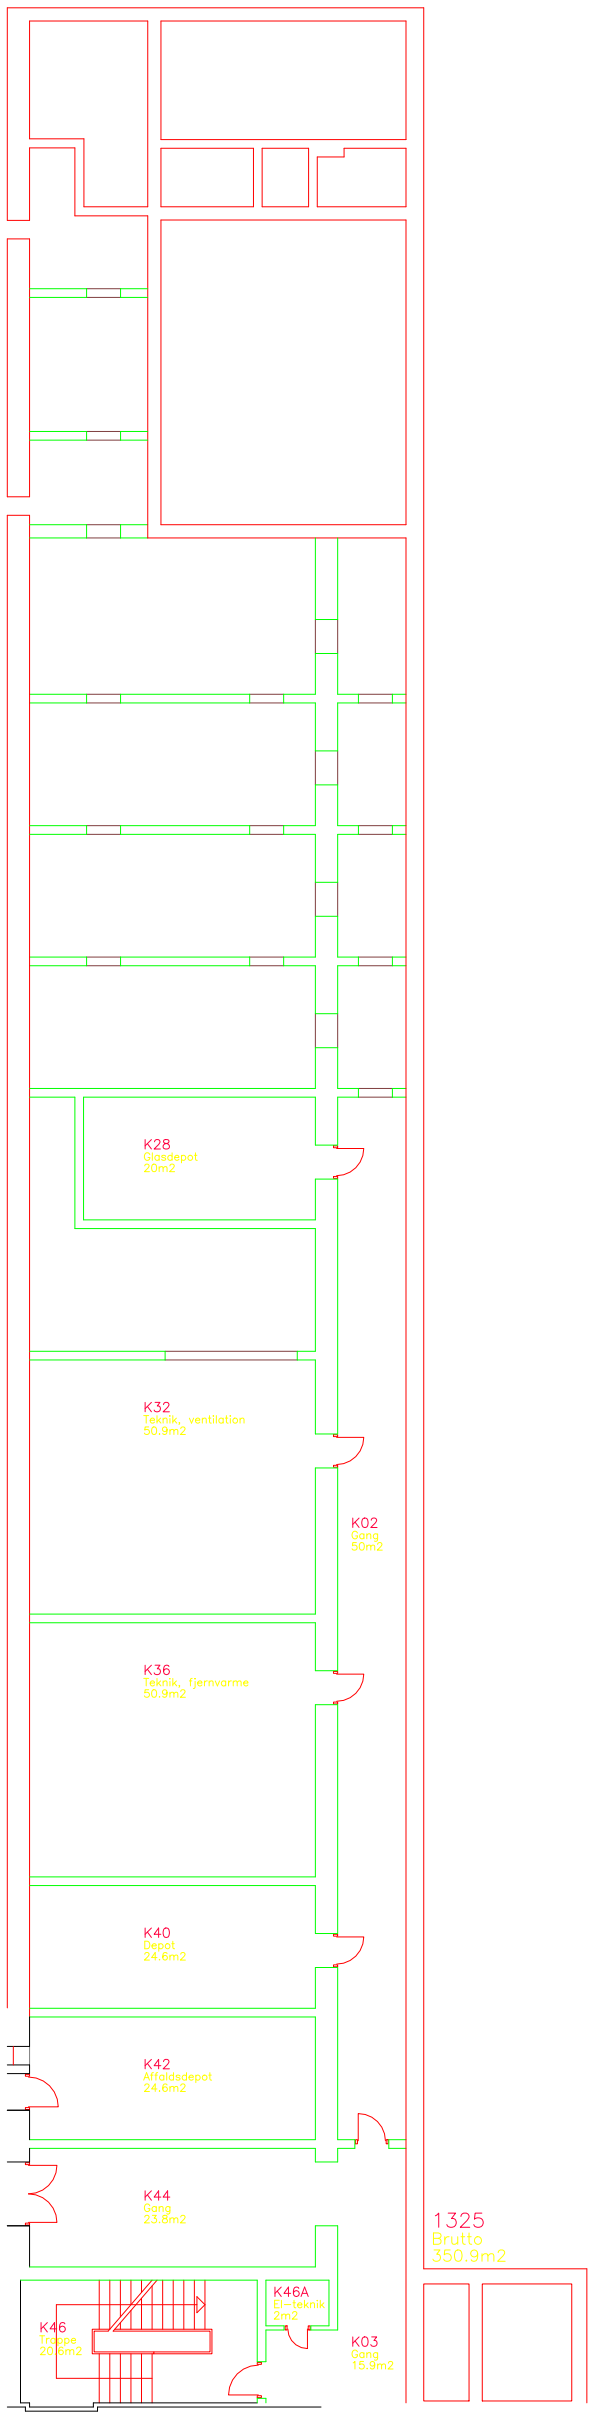 K28
Glasdepot
20m2
K32
Teknik, ventilation
50.9m2
K02
Gang
50m2
K36
Teknik, fjernvarme
50.9m2
K40
Depot
24.6m2
K42
Affaldsdepot
24.6m2
K44
Gang
23.8m2
1325
Brutto
350.9m2
K46A
El-teknik
2m2
K46
Trappe
K03
Gang
15.9m2